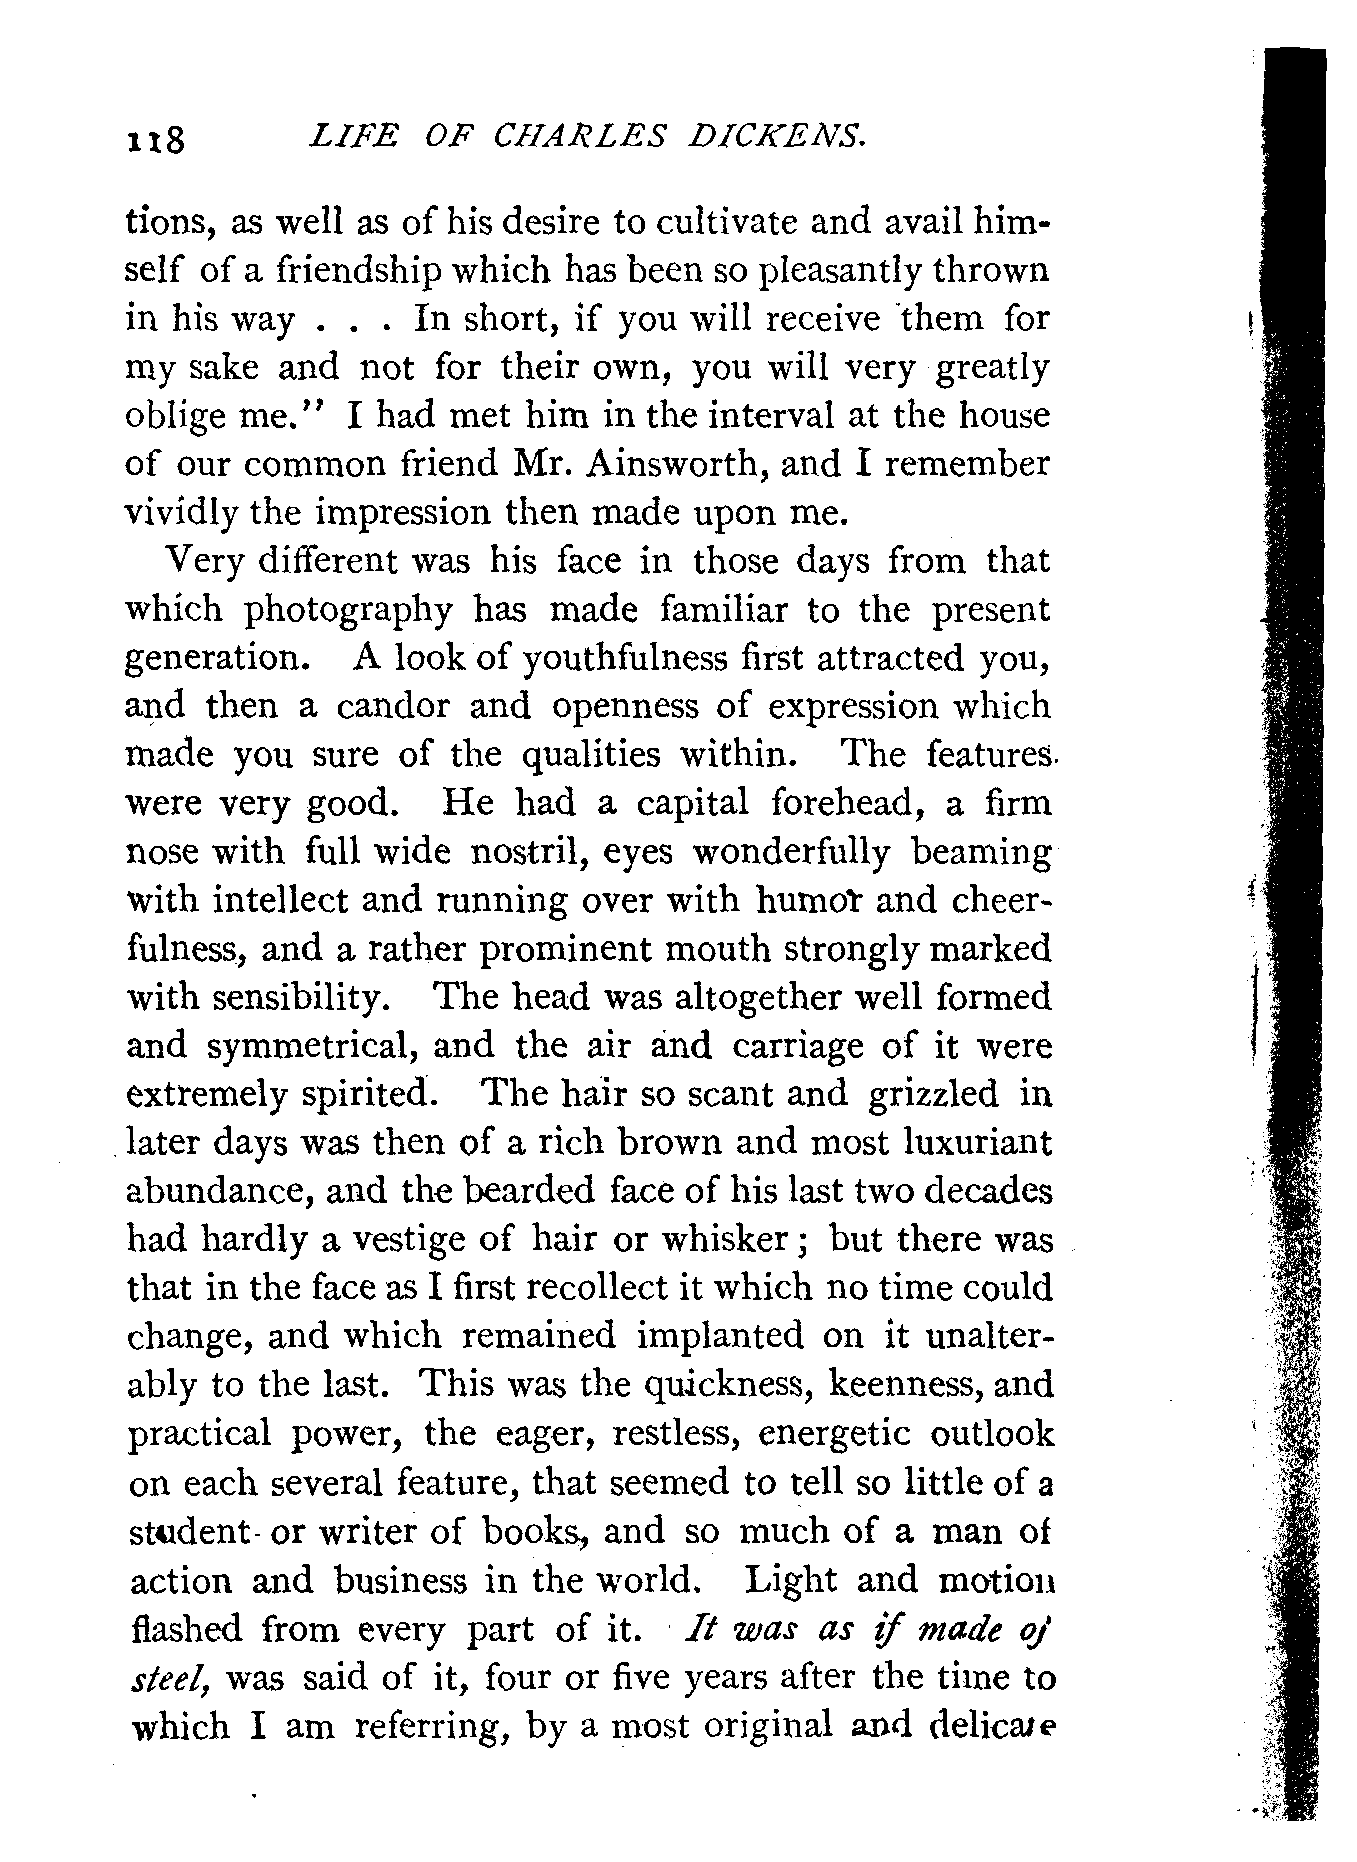 118 LIFE OF CHARLES DICKENS.
tions, as well as of his desire to cultivate and avail him-
self of a friendship which has been so pleasantly thrown
in his way . . . In short, if you will receive them for
my sake and not for their own, you will very greatly
oblige me." I had met him in the interval at the house
of our common friend Mr. Ainsworth, and I remember
vividly the impression then made upon me.
Very different was his face in those days from that
which photography has made familiar to the present
generation. A look of youthfulness first attracted you,
and then a candor and openness of expression which
made you sure of the qualities within. The features
were very good. He had a capital forehead, a firm
nose with full wide nostril, eyes wonderfully beaming
with intellect and running over with humor and cheer-
fulness, and a rather prominent mouth strongly marked
with sensibility. The head was altogether well formed
and symmetrical, and the air and carriage of it were
extremely spirited. The hair so scant and grizzled in
later days was then of a rich brown and most luxuriant
abundance, and the bearded face of his last two decades
had hardly a vestige of hair or whisker; but there was
that in the face as I first recollect it which no time could
change, and which remained implanted on it unalter-
ably to the last. This was the quickness, keenness, and
practical power, the eager, restless, energetic outlook
on each several feature, that seemed to tell so little of a
student or writer of books, and so much of a man of
action and business in the world. Light and motion
flashed from every part of it. It was as if made of
steel, was said of it, four or five years after the time to
which I am referring, by a most original and delicate